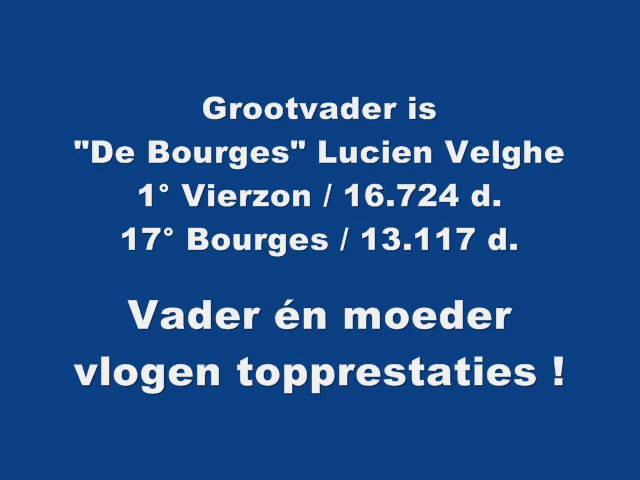 Grootvader is
"De Bourges" Lucien Velghe
1° Vierzon / 16.724 d.
17° Bourges / 13.117 d.
Vader én moeder
vlogen topprestaties !